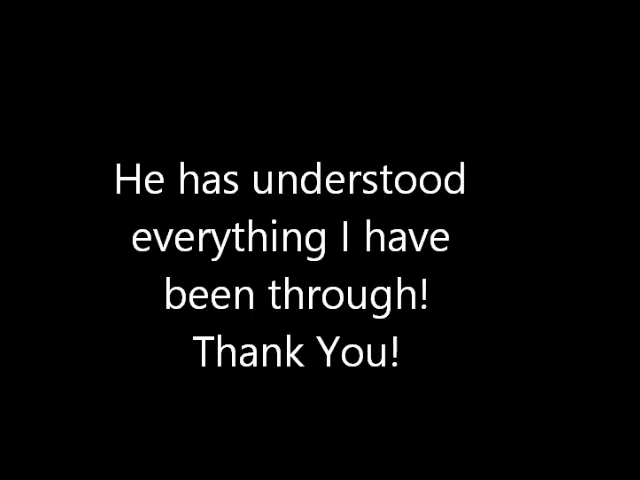 He has understood
everything I have
been through!
Thank You!